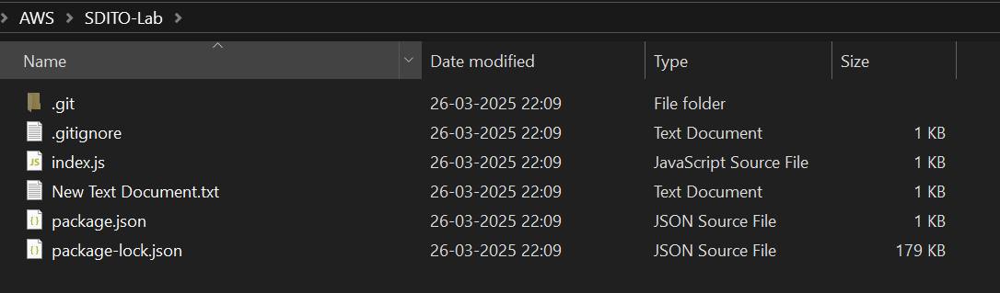 AWS > SDITO-Lab >
Name Date modified Type Size
.git 26-03-2025 22:09 File folder
.gitignore 26-03-2025 22:09 Text Document 1 KB
JS index.js 26-03-2025 22:09 JavaScript Source File 1 KB
New Text Document.txt 26-03-2025 22:09 Text Document 1 KB
{} package.json 26-03-2025 22:09 JSON Source File 1 KB
{} package-lock.json 26-03-2025 22:09 JSON Source File 179 KB